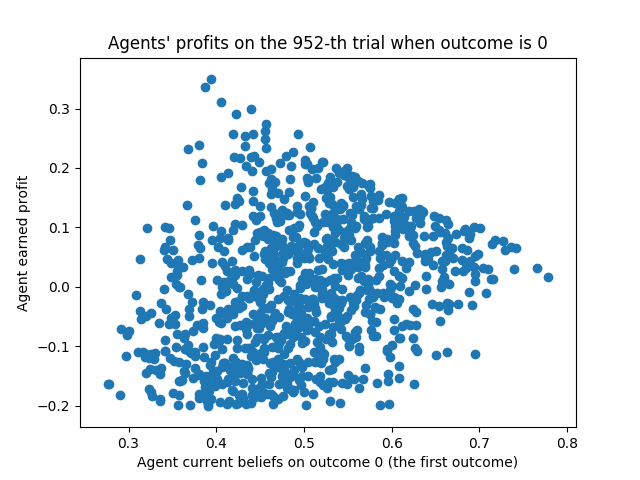 Agents' profits on the 952-th trial when outcome is 0
Agent earned profit
0.3
0.2
0.1
0.0
−0.1
−0.2
0.3 0.4 0.5 0.6 0.7 0.8
Agent current beliefs on outcome 0 (the first outcome)